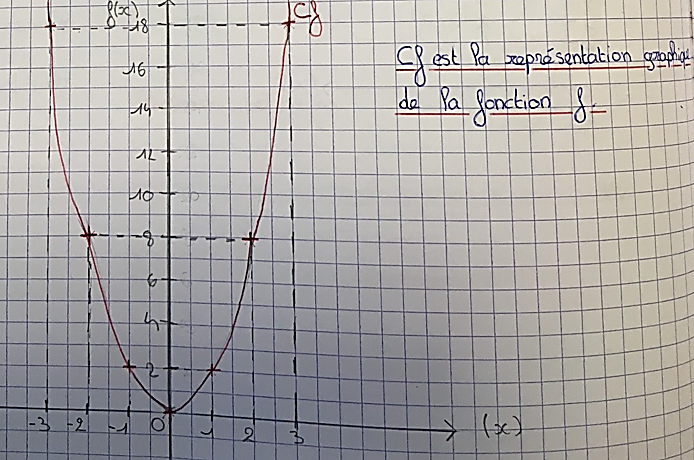 f(x)
Cf
18
16
14
12
10
8
6
4
2
-3 -2 -1 0 1 2 3 (x)
Cf est la représentation graphique
de la fonction f.